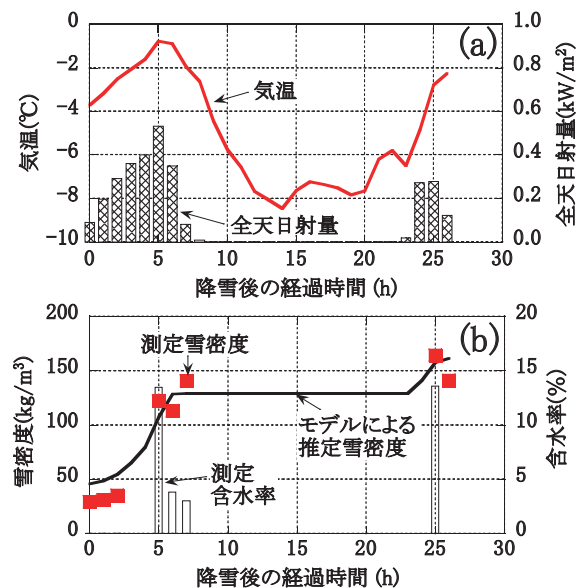 (a)
0
-2
-4
-6
-8
-10
気温(℃)
1.0
0.8
0.6
0.4
0.2
0.0
全天日射量(kW/m²)
気温
全天日射量
0 5 10 15 20 25 30
降雪後の経過時間 (h)
(b)
200
150
100
50
0
雪密度(kg/m³)
20
15
10
5
0
含水率(%)
測定雪密度
モデルによる
推定雪密度
測定
含水率
0 5 10 15 20 25 30
降雪後の経過時間 (h)